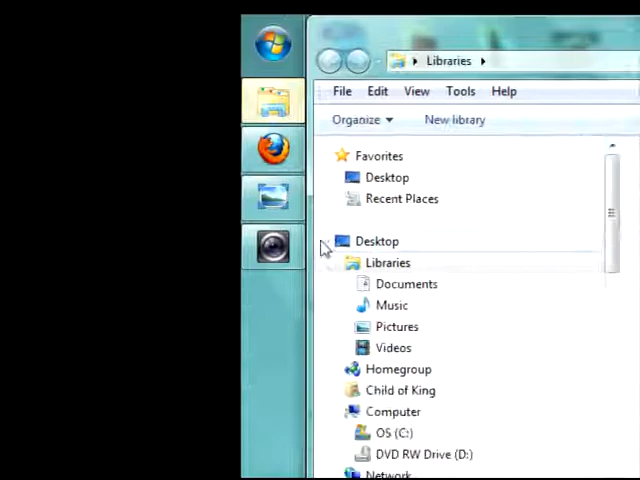 Libraries
File Edit View Tools Help
Organize New library
Favorites
Desktop
Recent Places
Desktop
Libraries
Documents
Music
Pictures
Videos
Homegroup
Child of King
Computer
OS (C:)
DVD RW Drive (D:)
Network